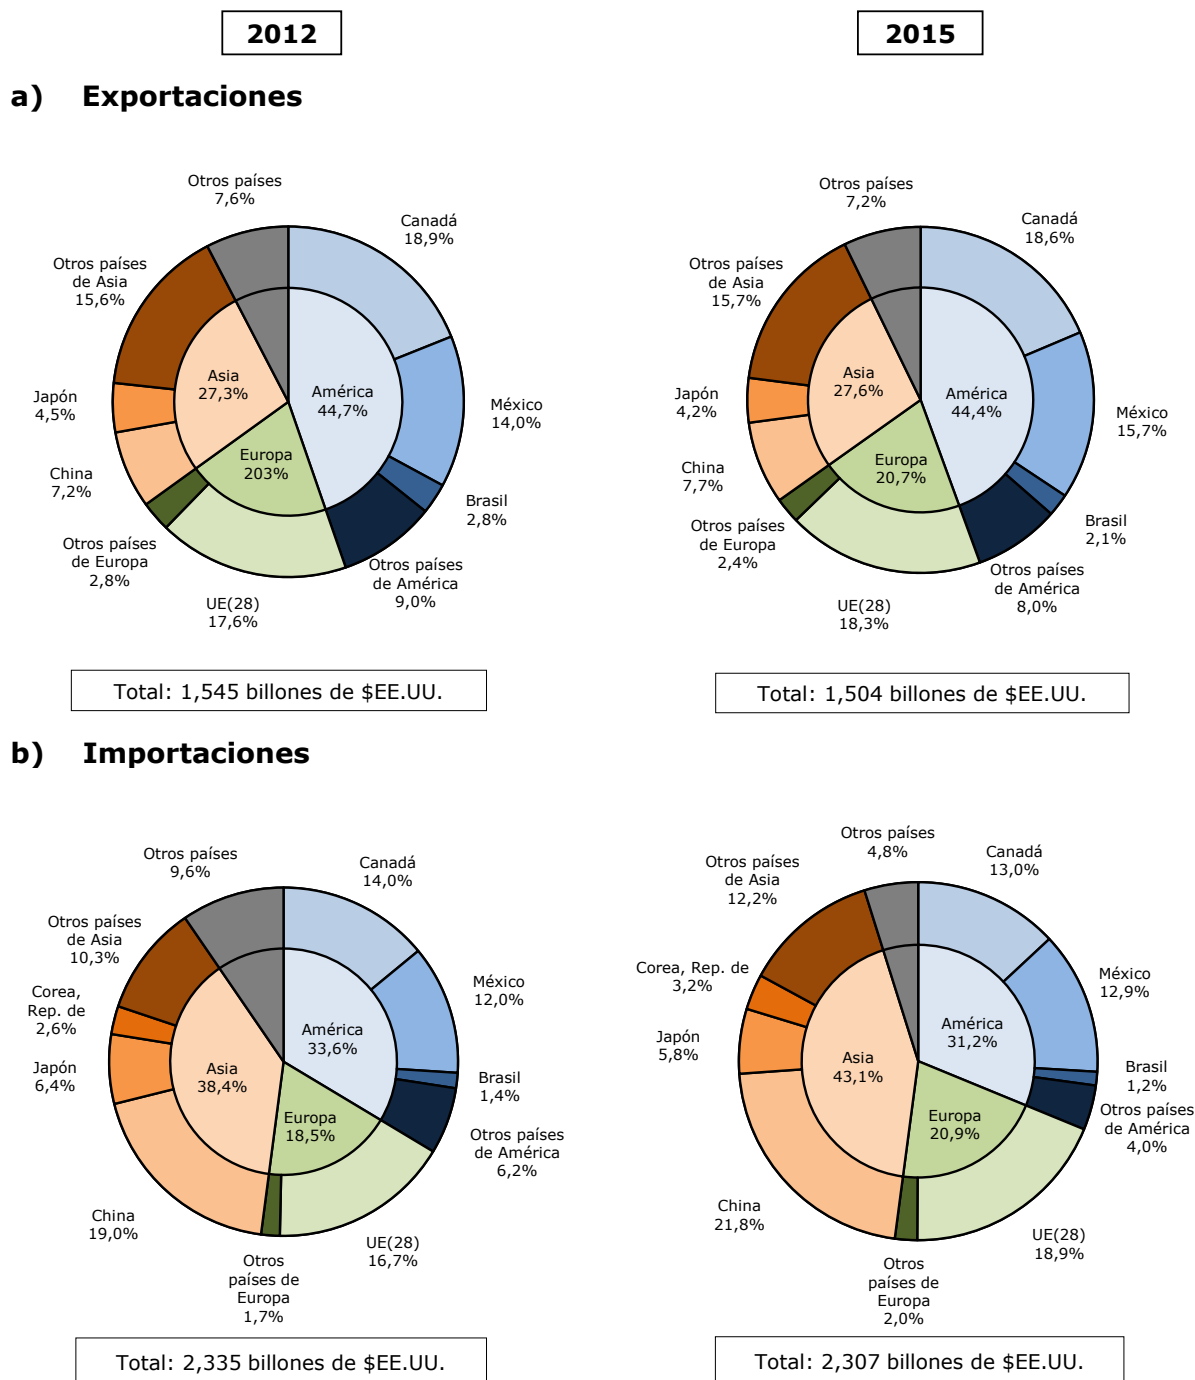 2012
2015
a) Exportaciones
Otros países
7,6%
Canadá
18,9%
Otros países
de Asia
15,6%
Asia
27,3%
América
44,7%
Japón
4,5%
México
14,0%
Europa
203%
China
7,2%
Brasil
2,8%
Otros países
de Europa
2,8%
Otros países
de América
9,0%
UE(28)
17,6%
Total: 1,545 billones de $EE.UU.
Otros países
7,2%
Canadá
18,6%
Otros países
de Asia
15,7%
Asia
27,6%
América
44,4%
Japón
4,2%
México
15,7%
Europa
20,7%
China
7,7%
Brasil
2,1%
Otros países
de Europa
2,4%
Otros países
de América
8,0%
UE(28)
18,3%
Total: 1,504 billones de $EE.UU.
b) Importaciones
Otros países
9,6%
Canadá
14,0%
Otros países
de Asia
10,3%
Corea,
Rep. de
2,6%
México
12,0%
América
33,6%
Japón
6,4%
Asia
38,4%
Brasil
1,4%
Europa
18,5%
Otros países
de América
6,2%
China
19,0%
UE(28)
16,7%
Otros
países de
Europa
1,7%
Total: 2,335 billones de $EE.UU.
Otros países
4,8%
Canadá
13,0%
Otros países
de Asia
12,2%
Corea, Rep. de
3,2%
México
12,9%
América
31,2%
Japón
5,8%
Asia
43,1%
Brasil
1,2%
Europa
20,9%
Otros países
de América
4,0%
China
21,8%
UE(28)
18,9%
Otros
países de
Europa
2,0%
Total: 2,307 billones de $EE.UU.